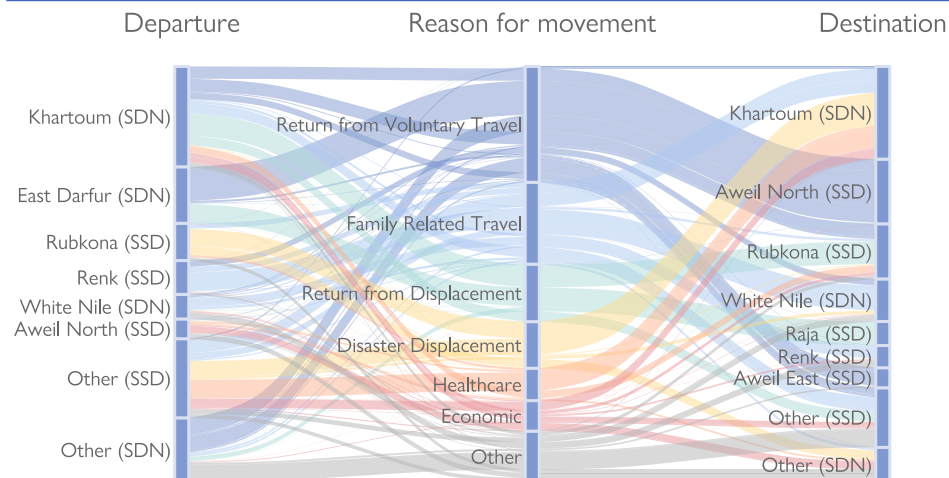 Departure
Reason for movement
Destination
Khartoum (SDN)
East Darfur (SDN)
Rubkona (SSD)
Renk (SSD)
White Nile (SDN)
Aweil North (SSD)
Other (SSD)
Other (SDN)
Return from Voluntary Travel
Family Related Travel
Return from Displacement
Disaster Displacement
Healthcare
Economic
Other
Khartoum (SDN)
Aweil North (SSD)
Rubkona (SSD)
White Nile (SDN)
Raja (SSD)
Renk (SSD)
Aweil East (SSD)
Other (SSD)
Other (SDN)